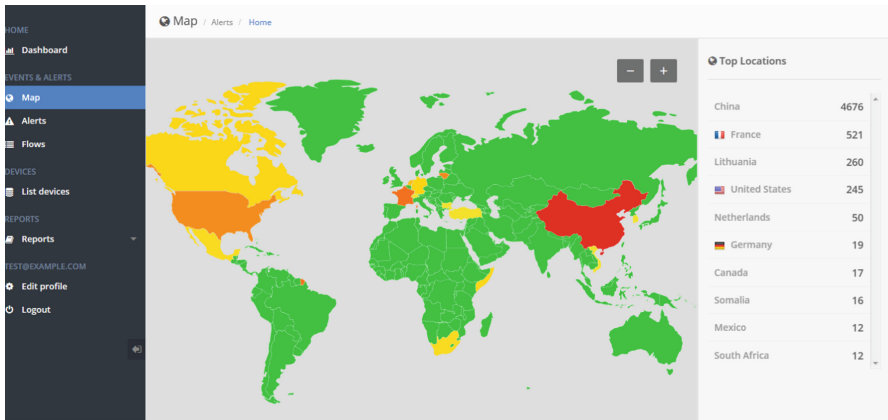 HOME
Dashboard
EVENTS & ALERTS
Map
Alerts
Flows
DEVICES
List devices
REPORTS
Reports
TEST@EXAMPLE.COM
Edit profile
Logout
Map / Alerts / Home
− +
Top Locations
China 4676
France 521
Lithuania 260
United States 245
Netherlands 50
Germany 19
Canada 17
Somalia 16
Mexico 12
South Africa 12